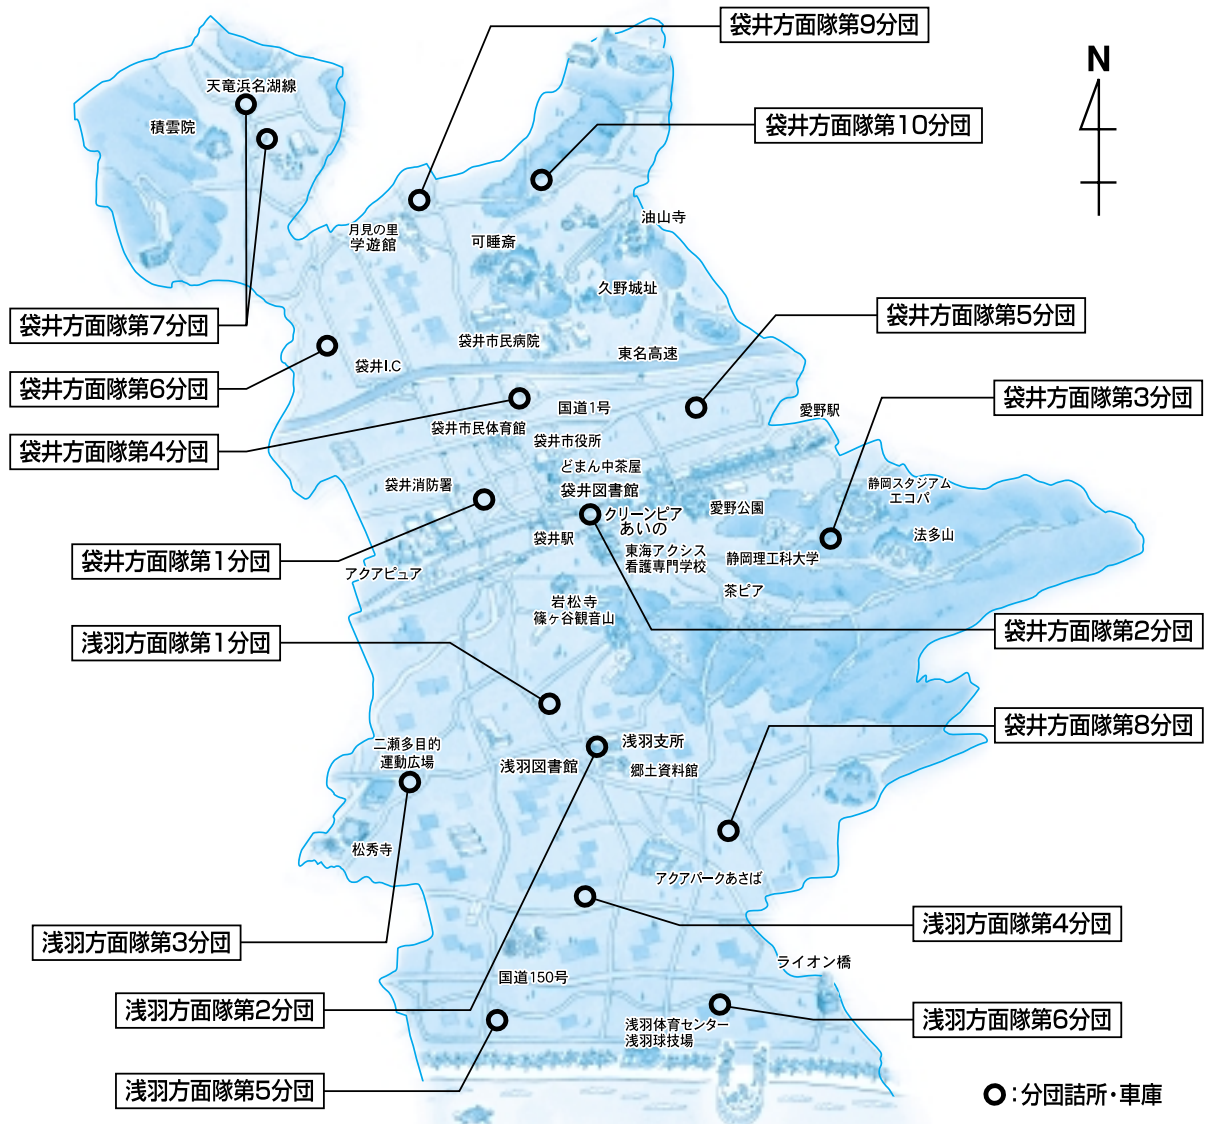 袋井方面隊第9分団
N
天竜浜名湖線
積雲院
袋井方面隊第10分団
月見の里
学遊館
可睡斎
油山寺
久野城址
袋井方面隊第7分団
袋井方面隊第5分団
袋井市民病院
東名高速
袋井I.C
袋井方面隊第6分団
袋井方面隊第3分団
国道1号
愛野駅
袋井市民体育館
袋井市役所
袋井方面隊第4分団
どまん中茶屋
袋井消防署
袋井図書館
静岡スタジアム
エコパ
愛野公園
クリーンピア
あいの
法多山
袋井駅
東海アクシス
看護専門学校
静岡理工科大学
袋井方面隊第1分団
アクアピュア
茶ピア
岩松寺
篠ヶ谷観音山
袋井方面隊第2分団
浅羽方面隊第1分団
袋井方面隊第8分団
二瀬多目的
運動広場
浅羽支所
浅羽図書館
郷土資料館
松秀寺
アクアパークあさば
浅羽方面隊第4分団
浅羽方面隊第3分団
ライオン橋
国道150号
浅羽方面隊第2分団
浅羽方面隊第6分団
浅羽体育センター
浅羽球技場
浅羽方面隊第5分団
：分団詰所・車庫